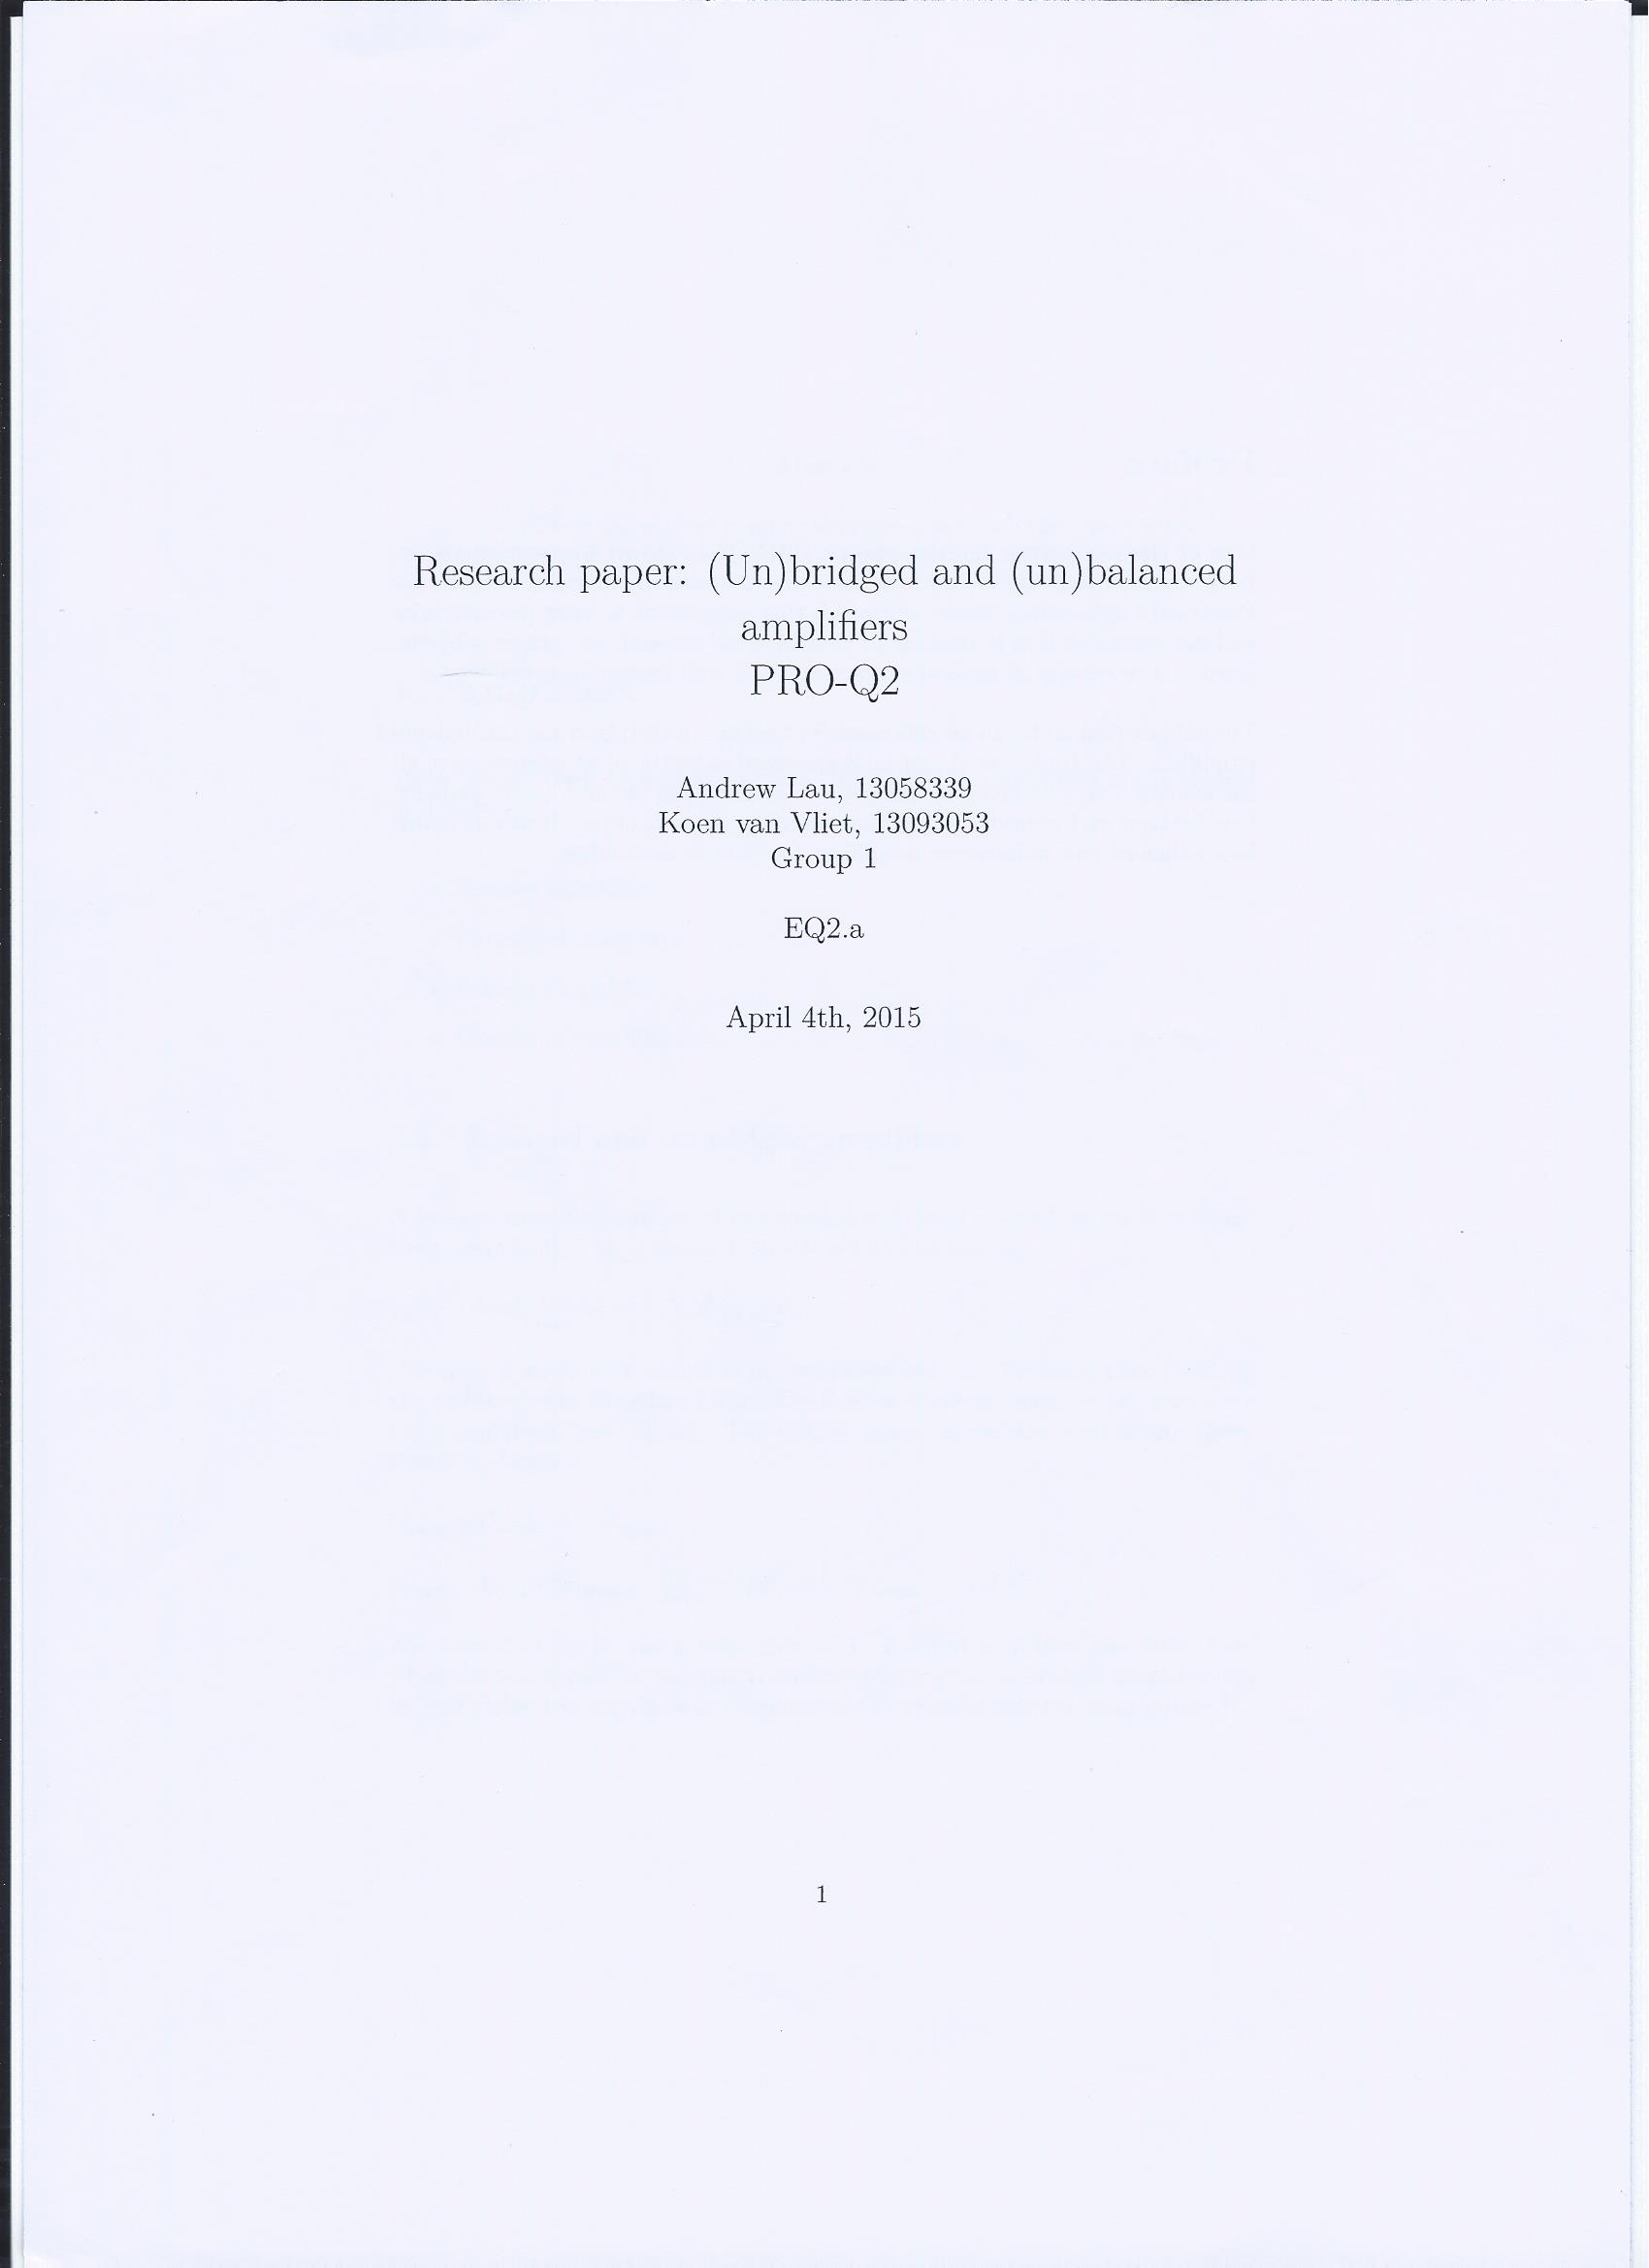 Research paper: (Un)bridged and (un)balanced
amplifiers
PRO-Q2
Andrew Lau, 13058339
Koen van Vliet, 13093053
Group 1
EQ2.a
April 4th, 2015
1